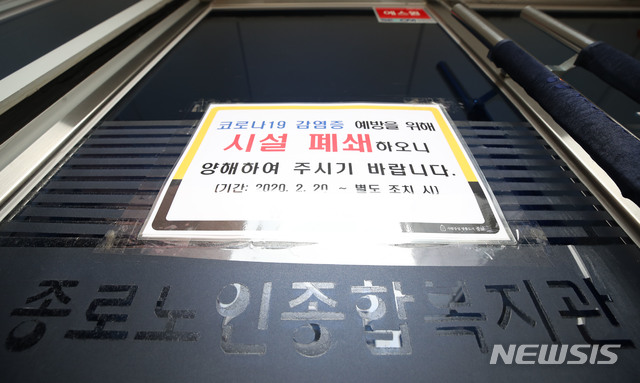 에스원
코로나19 감염증 예방을 위해
시설 폐쇄하오니
양해하여 주시기 바랍니다.
(기간: 2020. 2. 20. ~ 별도 조치 시)
종로노인종합복지관
NEWSIS